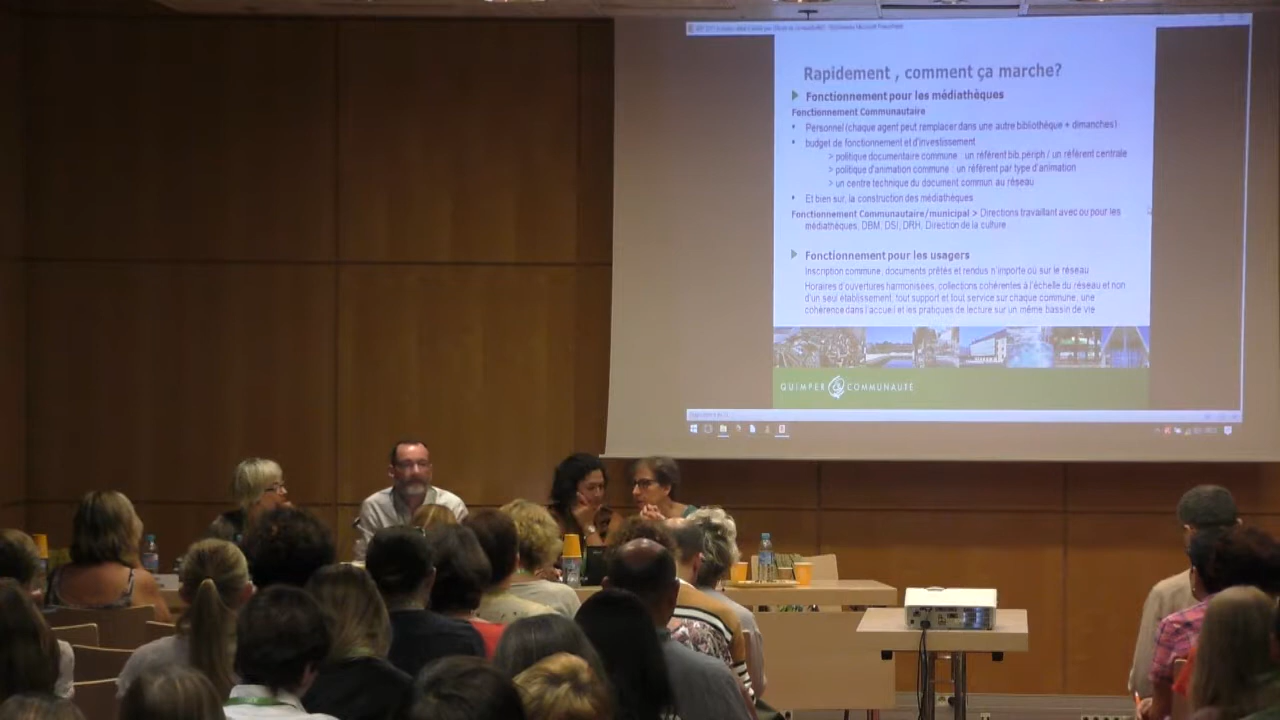 Rapidement , comment ça marche?
Fonctionnement pour les médiathèques
Fonctionnement Communautaire
Personnel (chaque agent peut remplacer dans une autre bibliothèque + dimanches)
budget de fonctionnement et d'investissement
> politique documentaire commune : un référent bib.périph / un référent centrale
> politique d'animation commune : un référent par type d'animation
> un centre technique du document commun au réseau
Et bien sur, la construction des médiathèques
Fonctionnement Communautaire/municipal > Directions travaillant avec ou pour les
médiathèques, DBM, DSI, DRH, Direction de la culture
Fonctionnement pour les usagers
Inscription commune, documents prêtés et rendus n'importe où sur le réseau
Horaires d'ouvertures harmonisées, collections cohérentes à l'échelle du réseau et non
d'un seul établissement, tout support et tout service sur chaque commune : une
cohérence dans l'accueil et les pratiques de lecture sur un même bassin de vie
QUIMPER COMMUNAUTÉ